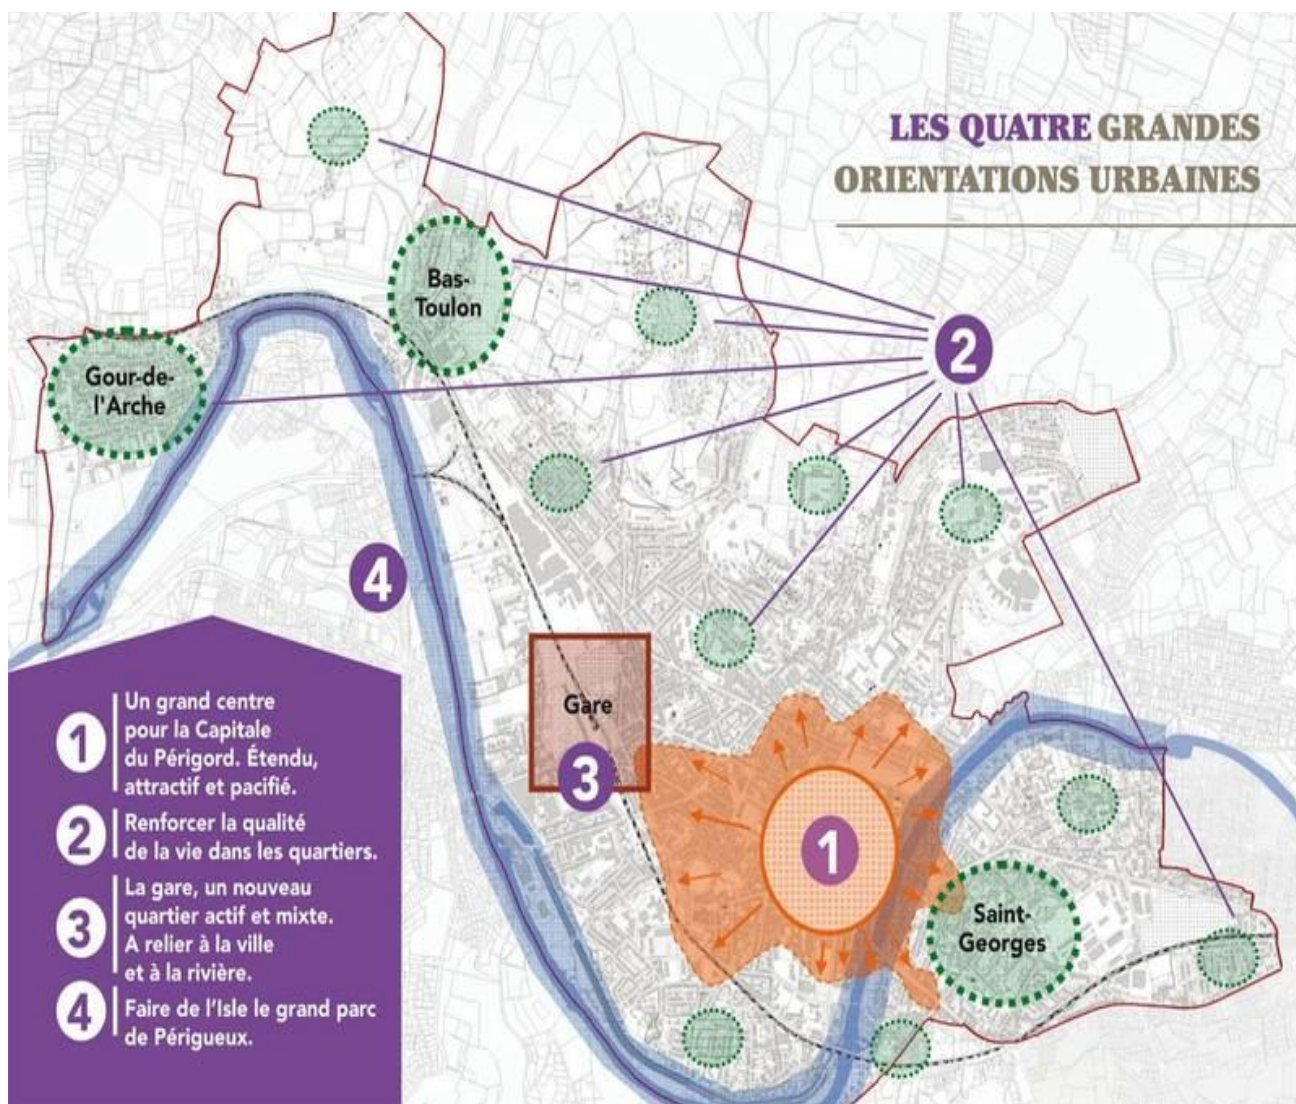 LES QUATRE GRANDES
ORIENTATIONS URBAINES
Bas-
Toulon
2
Gour-de-
l'Arche
4
Gare
3
1
Saint-
Georges
1
Un grand centre
pour la Capitale
du Périgord. Étendu,
attractif et pacifié.
2
Renforcer la qualité
de la vie dans les quartiers.
3
La gare, un nouveau
quartier actif et mixte.
A relier à la ville
et à la rivière.
4
Faire de l'Isle le grand parc
de Périgueux.